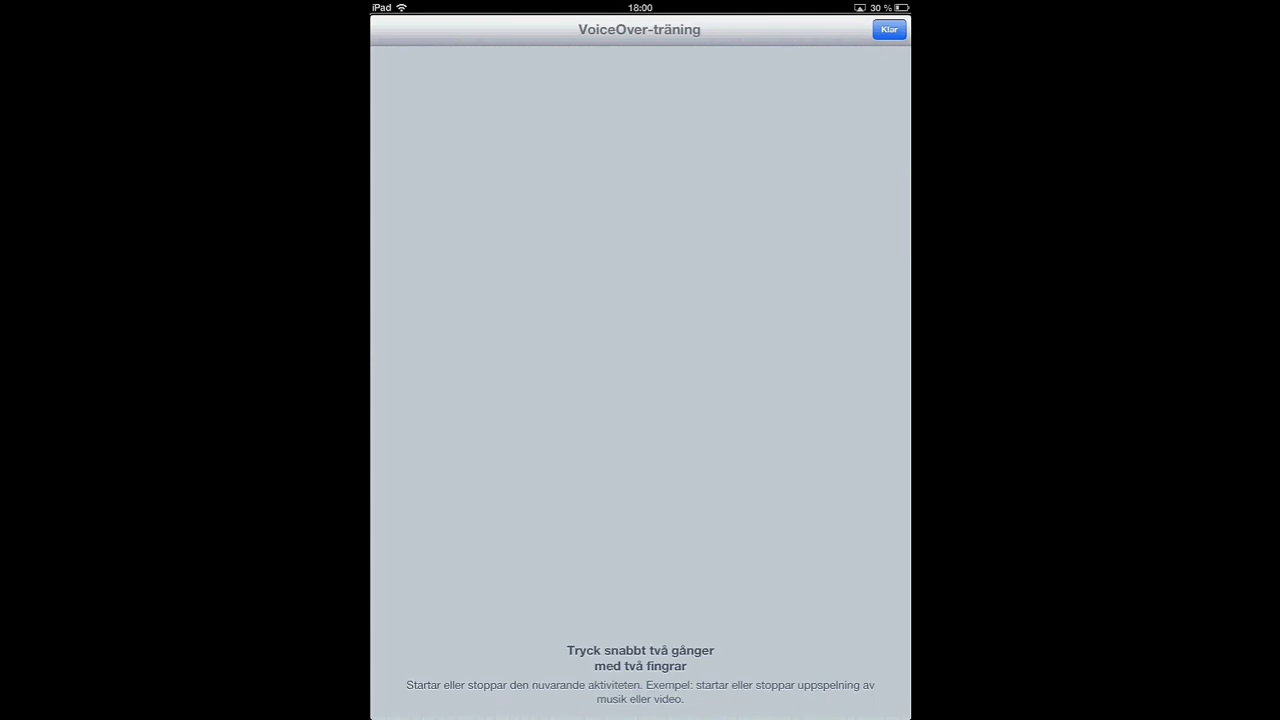 iPad 18:00 30 %
VoiceOver-träning Klar
Tryck snabbt två gånger
med två fingrar
Startar eller stoppar den nuvarande aktiviteten. Exempel: startar eller stoppar uppspelning av
musik eller video.